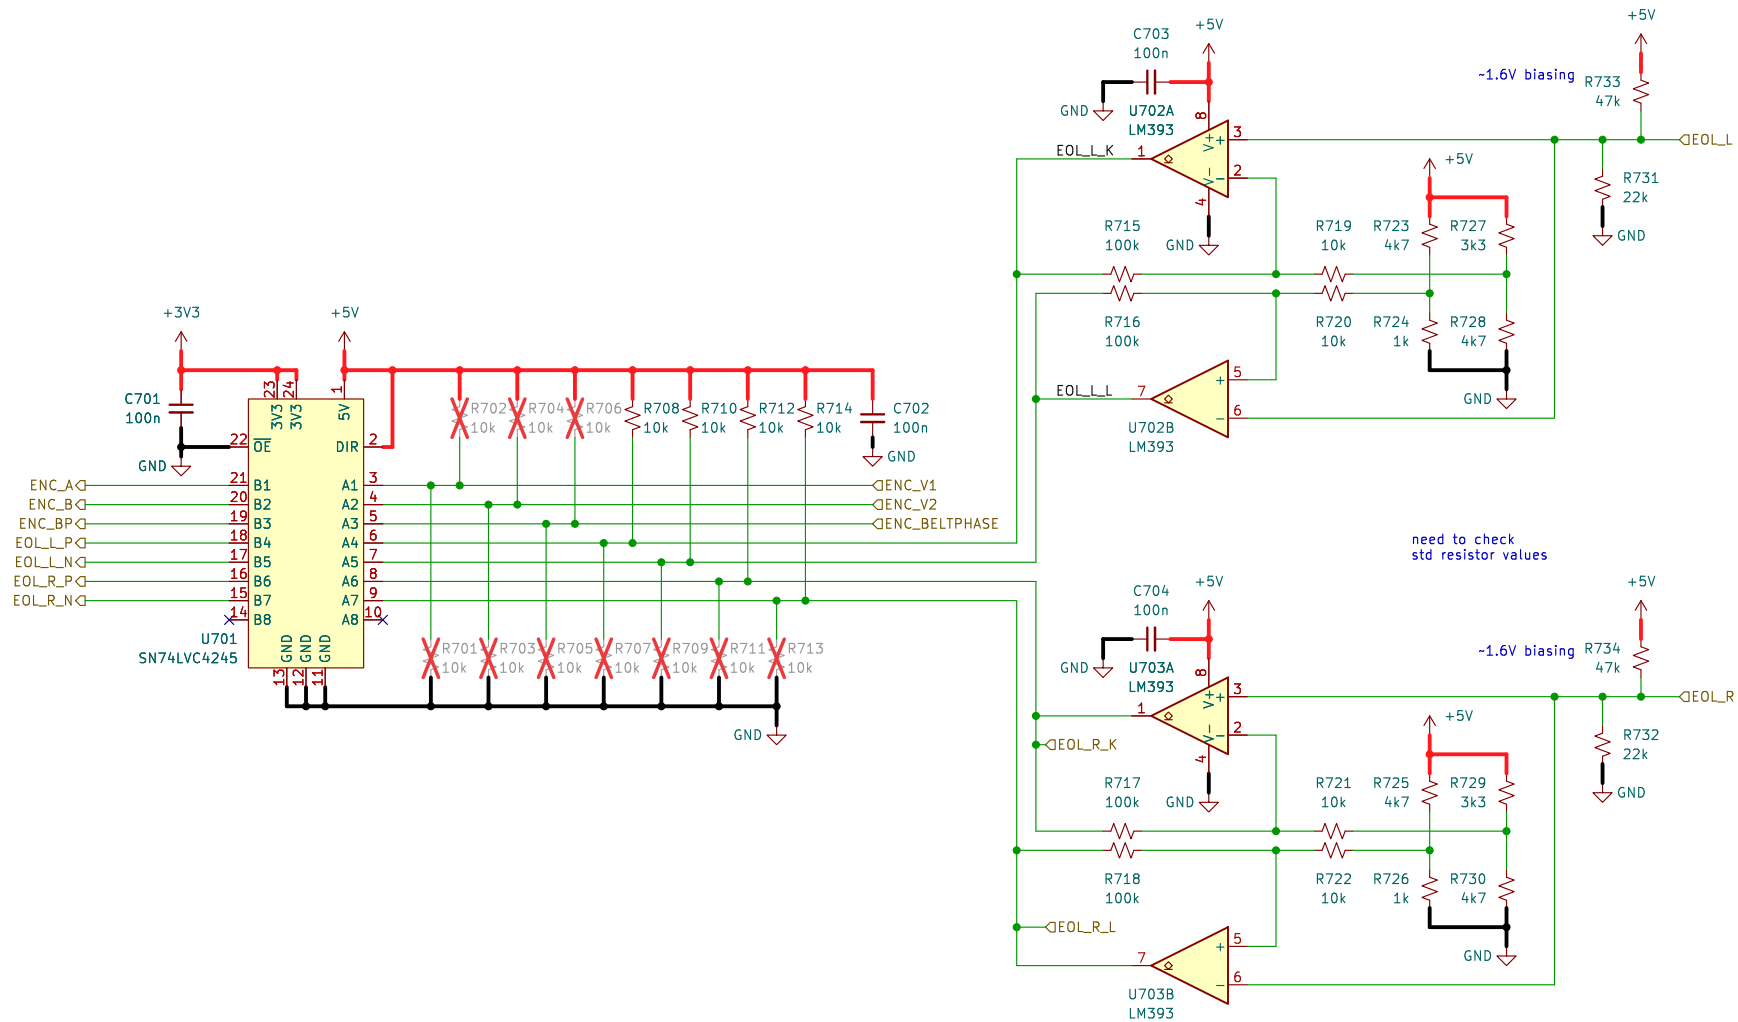 +5V
C703
100n
+5V
~1.6V biasing
R733
47k
GND
U702A
LM393
8
V+
V-
4
3
+
2
−
1
EOL_L_K
EOL_L
+5V
R731
22k
GND
GND
R715
100k
R719
10k
R723
4k7
R727
3k3
R716
100k
R720
10k
R724
1k
R728
4k7
GND
EOL_L_L
7
5
+
6
−
U702B
LM393
+3V3
+5V
C701
100n
GND
23
24
1
3V3
3V3
5V
22
OE
DIR
2
R702
10k
R704
10k
R706
10k
R708
10k
R710
10k
R712
10k
R714
10k
C702
100n
GND
ENC_A
21
B1
A1
3
ENC_V1
ENC_B
20
B2
A2
4
ENC_V2
ENC_BP
19
B3
A3
5
ENC_BELTPHASE
EOL_L_P
18
B4
A4
6
EOL_L_N
17
B5
A5
7
EOL_R_P
16
B6
A6
8
EOL_R_N
15
B7
A7
9
14
B8
A8
10
U701
SN74LVC4245
GND
GND
GND
13
12
11
R701
10k
R703
10k
R705
10k
R707
10k
R709
10k
R711
10k
R713
10k
GND
need to check
std resistor values
+5V
C704
100n
+5V
~1.6V biasing
R734
47k
GND
U703A
LM393
8
V+
V-
4
3
+
2
−
1
EOL_R_K
EOL_R
+5V
R732
22k
GND
GND
R717
100k
R721
10k
R725
4k7
R729
3k3
R718
100k
R722
10k
R726
1k
R730
4k7
GND
EOL_R_L
7
5
+
6
−
U703B
LM393